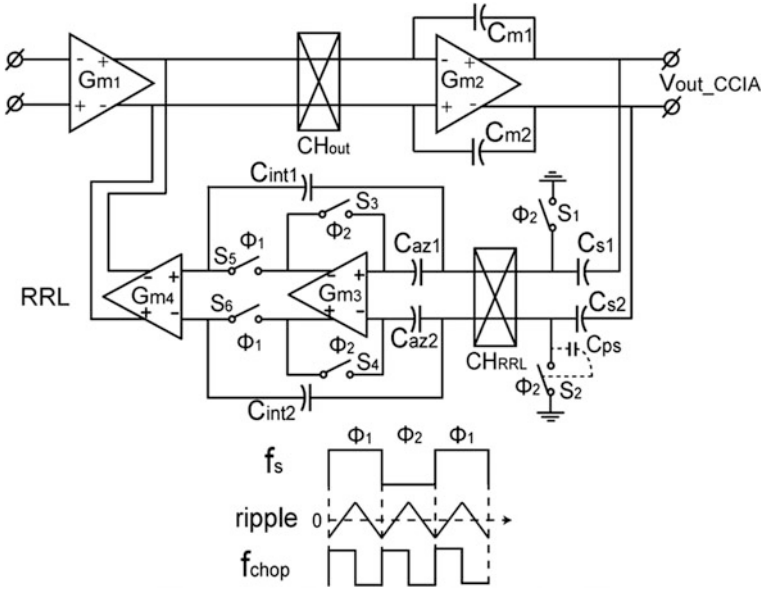 Cm1
- +
Gm1
+ -
- +
Gm2
+ -
Vout_CCIA
CHout
Cm2
Cint1
S3
Φ2
S5 Φ1
Φ2 S1
Cs1
Caz1
RRL
- +
Gm4
+ -
- +
Gm3
+ -
S6
Φ1
Φ2
S4
Caz2
CHRRL
Cs2
Cps
Φ2 S2
Cint2
Φ1 Φ2 Φ1
fs
ripple 0
fchop